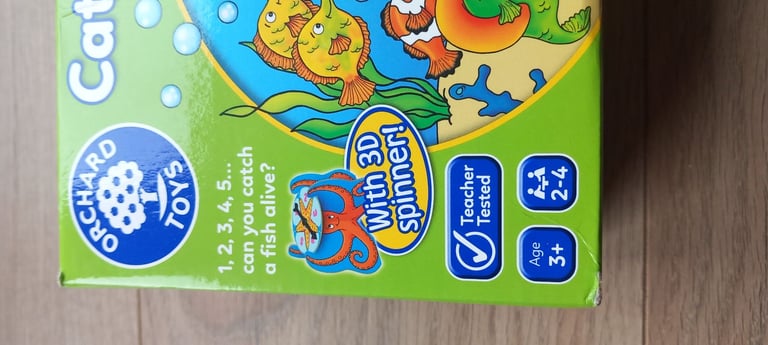 Cat
ORCHARD
TOYS
1, 2, 3, 4, 5...
can you catch
a fish alive?
With 3D
spinner!
Teacher
Tested
2-4
Age
3+